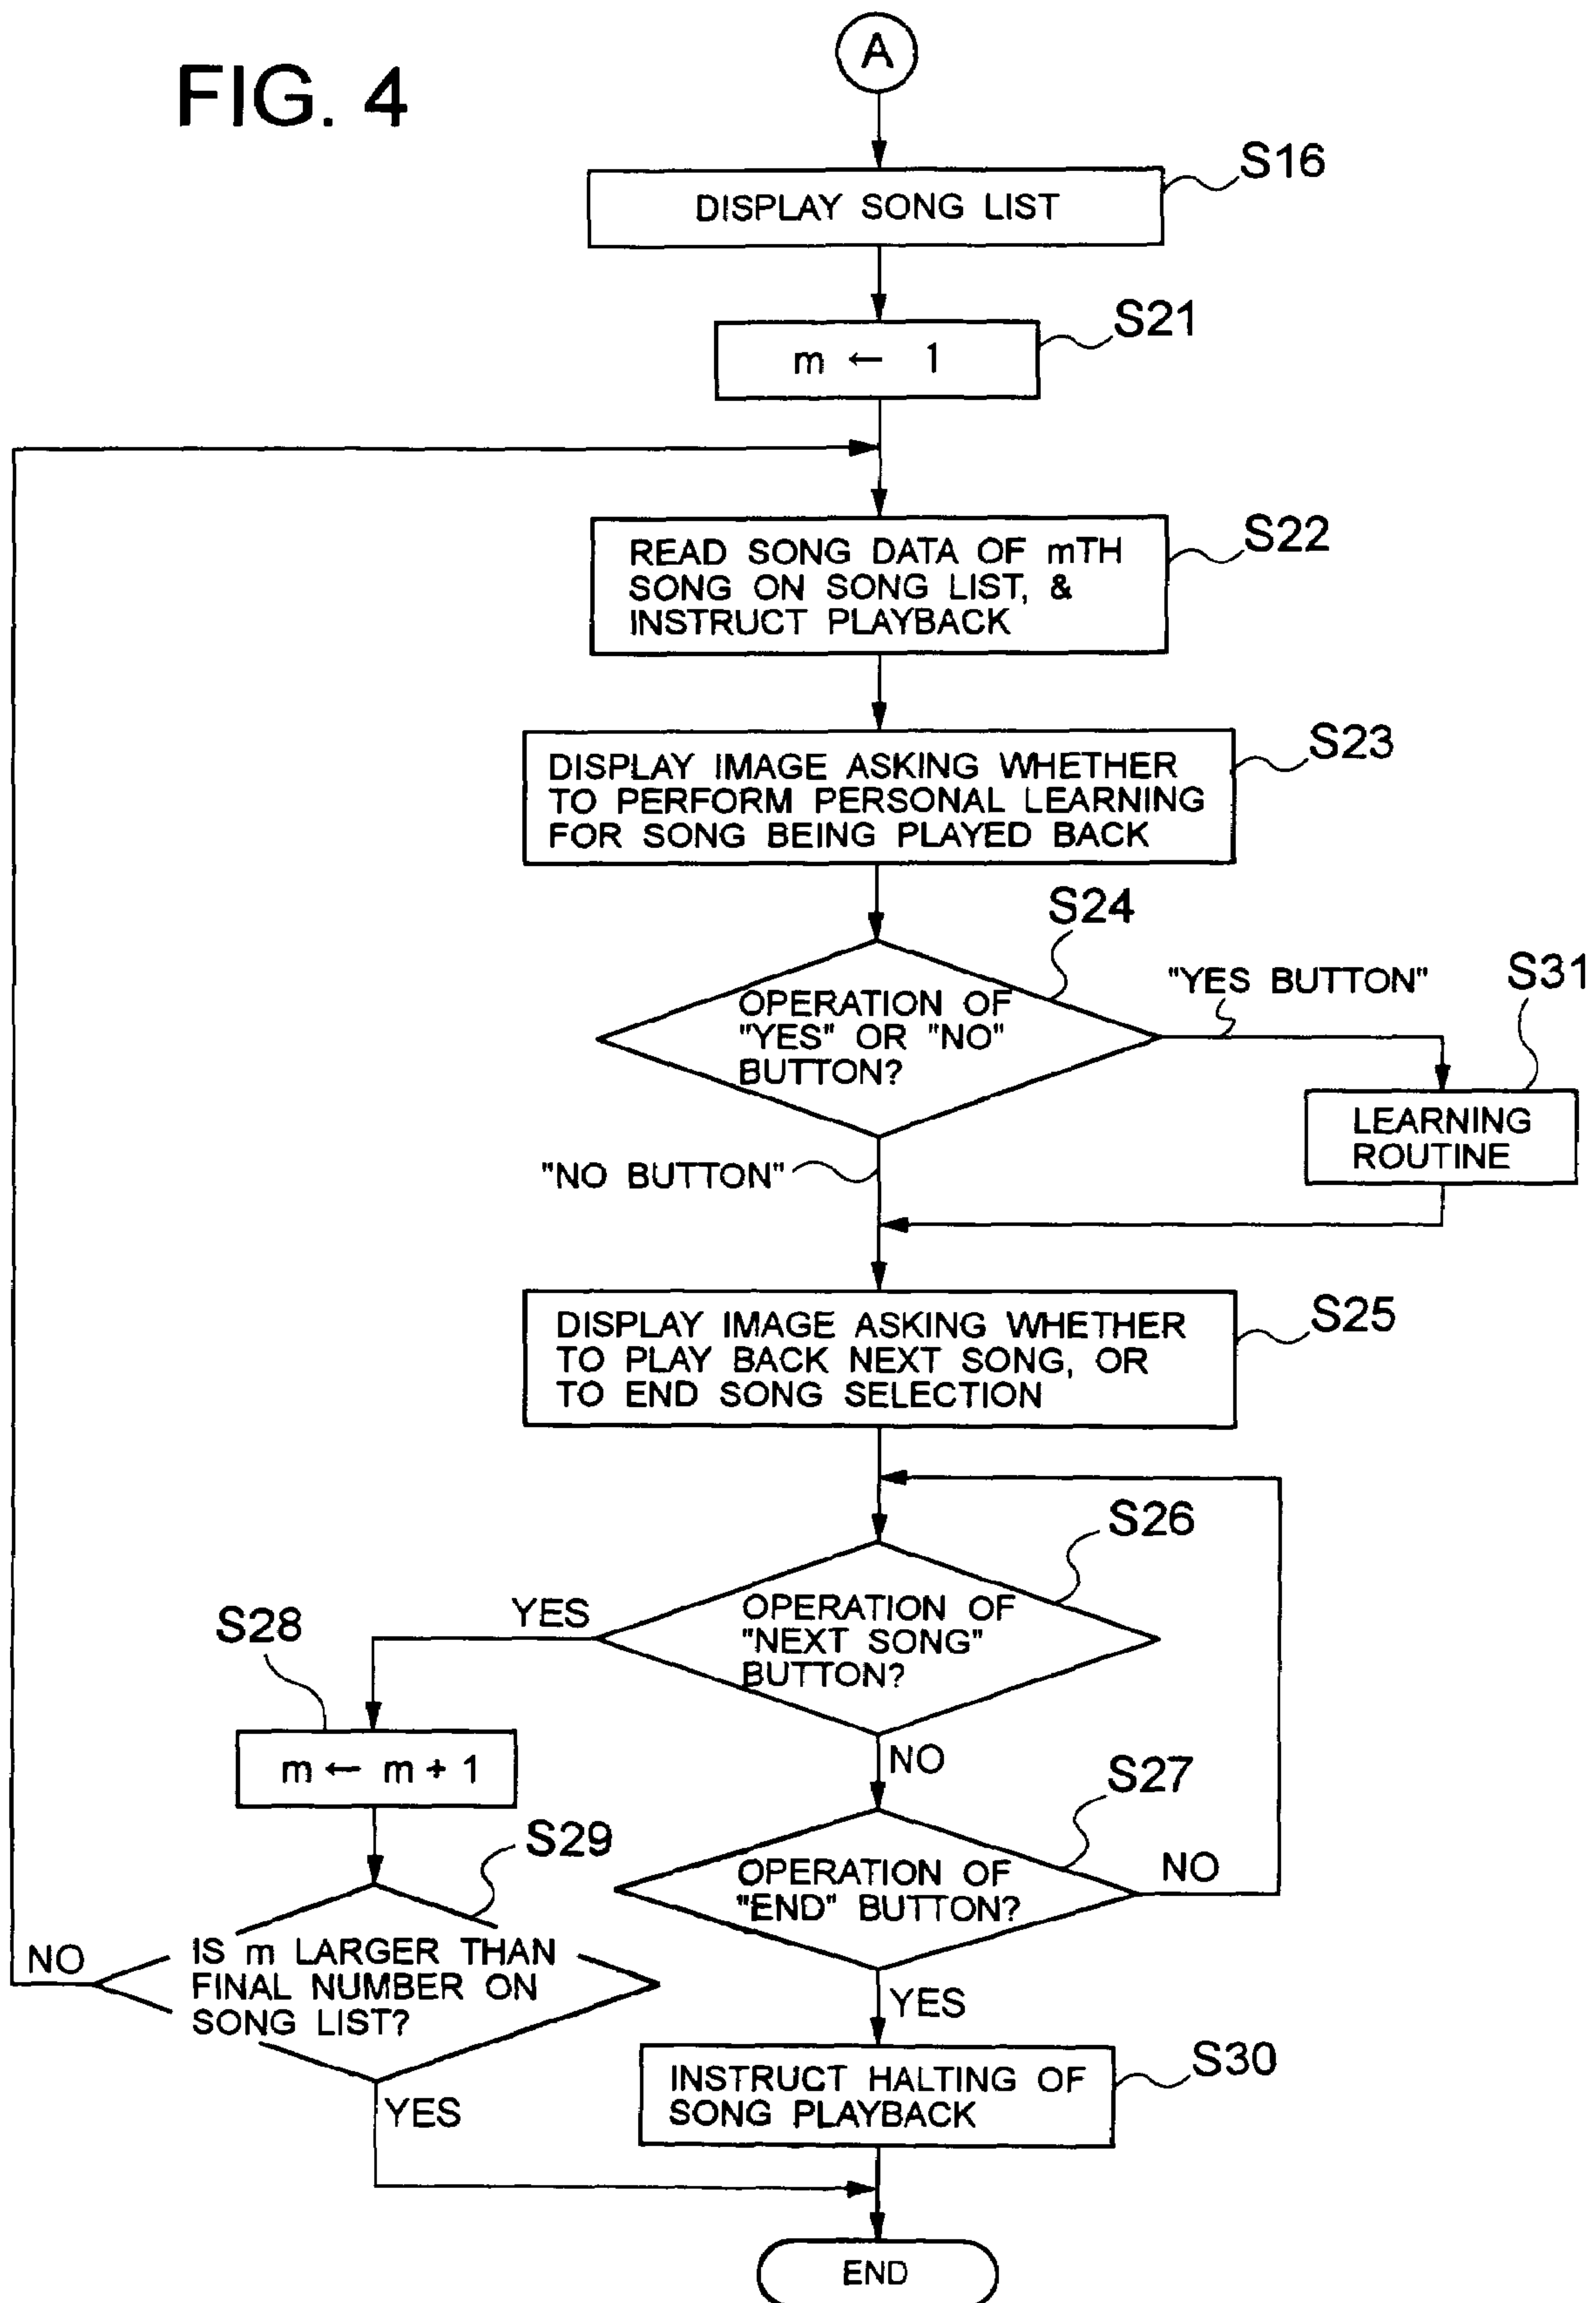 FIG. 4
A
S16
DISPLAY SONG LIST
S21
m ← 1
S22
READ SONG DATA OF mTH
SONG ON SONG LIST, &
INSTRUCT PLAYBACK
S23
DISPLAY IMAGE ASKING WHETHER
TO PERFORM PERSONAL LEARNING
FOR SONG BEING PLAYED BACK
S24
OPERATION OF
"YES" OR "NO"
BUTTON?
"YES BUTTON"
S31
LEARNING
ROUTINE
"NO BUTTON"
S25
DISPLAY IMAGE ASKING WHETHER
TO PLAY BACK NEXT SONG, OR
TO END SONG SELECTION
S26
OPERATION OF
"NEXT SONG"
BUTTON?
YES
S28
m ← m + 1
NO
S27
OPERATION OF
"END" BUTTON?
NO
S29
IS m LARGER THAN
FINAL NUMBER ON
SONG LIST?
NO
YES
YES
S30
INSTRUCT HALTING OF
SONG PLAYBACK
END